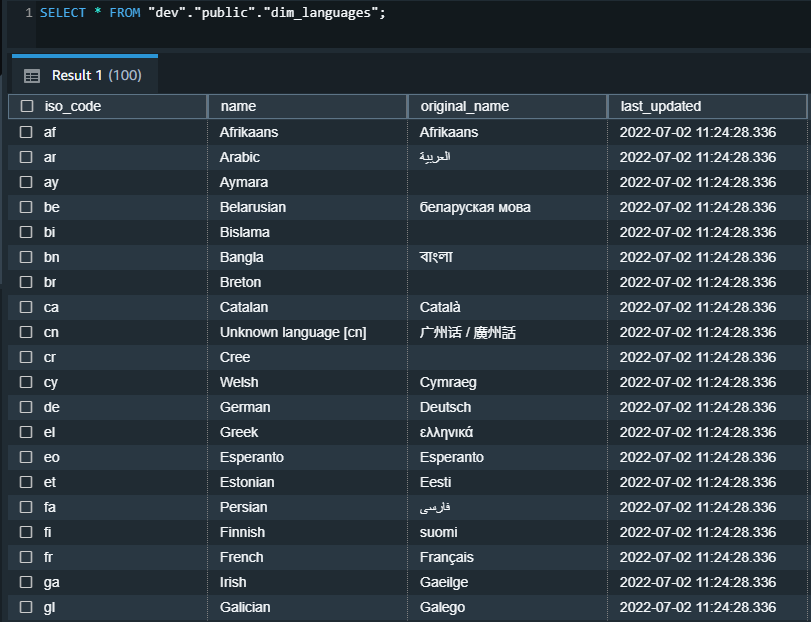 1 SELECT * FROM "dev"."public"."dim_languages";
Result 1 (100)
iso_code name original_name last_updated
af Afrikaans Afrikaans 2022-07-02 11:24:28.336
ar Arabic العربية 2022-07-02 11:24:28.336
ay Aymara 2022-07-02 11:24:28.336
be Belarusian беларуская мова 2022-07-02 11:24:28.336
bi Bislama 2022-07-02 11:24:28.336
bn Bangla বাংলা 2022-07-02 11:24:28.336
br Breton 2022-07-02 11:24:28.336
ca Catalan Català 2022-07-02 11:24:28.336
cn Unknown language [cn] 广州话 / 廣州話 2022-07-02 11:24:28.336
cr Cree 2022-07-02 11:24:28.336
cy Welsh Cymraeg 2022-07-02 11:24:28.336
de German Deutsch 2022-07-02 11:24:28.336
el Greek ελληνικά 2022-07-02 11:24:28.336
eo Esperanto Esperanto 2022-07-02 11:24:28.336
et Estonian Eesti 2022-07-02 11:24:28.336
fa Persian فارسی 2022-07-02 11:24:28.336
fi Finnish suomi 2022-07-02 11:24:28.336
fr French Français 2022-07-02 11:24:28.336
ga Irish Gaeilge 2022-07-02 11:24:28.336
gl Galician Galego 2022-07-02 11:24:28.336